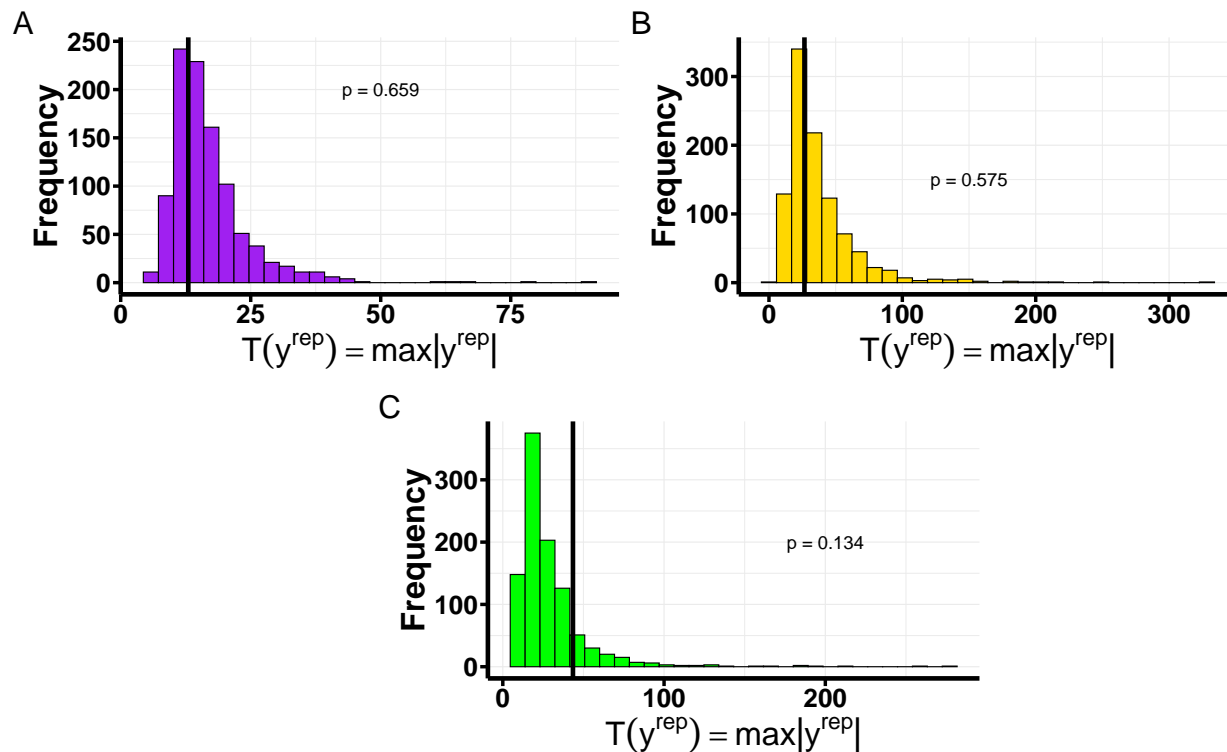 A
Frequency
250
200
150
100
50
0
p = 0.659
0 25 50 75
T(y^rep) = max|y^rep|
B
Frequency
300
200
100
0
p = 0.575
0 100 200 300
T(y^rep) = max|y^rep|
C
Frequency
300
200
100
0
p = 0.134
0 100 200
T(y^rep) = max|y^rep|